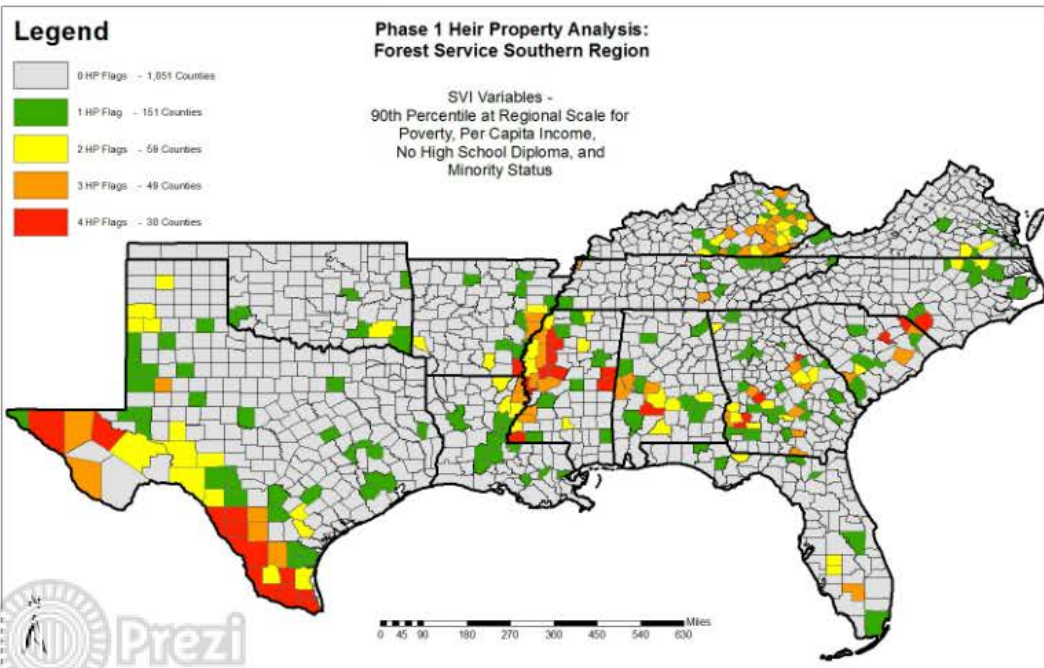 Legend
0 HP Flags - 1,051 Counties
1 HP Flag - 151 Counties
2 HP Flags - 59 Counties
3 HP Flags - 49 Counties
4 HP Flags - 30 Counties
Phase 1 Heir Property Analysis:
Forest Service Southern Region
SVI Variables -
90th Percentile at Regional Scale for
Poverty, Per Capita Income,
No High School Diploma, and
Minority Status
Miles
0 45 90 180 270 360 450 540 630
Prezi